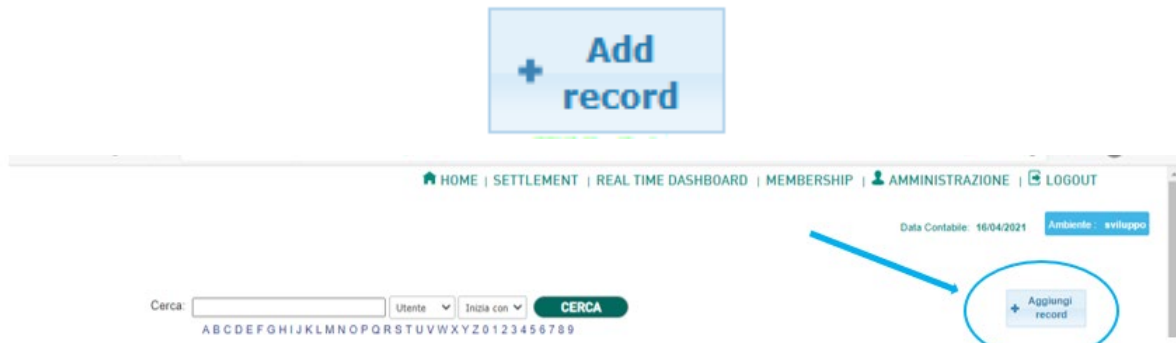 + Add
record
HOME | SETTLEMENT | REAL TIME DASHBOARD | MEMBERSHIP | AMMINISTRAZIONE | LOGOUT
Data Contabile: 16/04/2021 Ambiente : sviluppo
Cerca: Utente Inizia con CERCA
+ Aggiungi
record
A B C D E F G H I J K L M N O P Q R S T U V W X Y Z 0 1 2 3 4 5 6 7 8 9